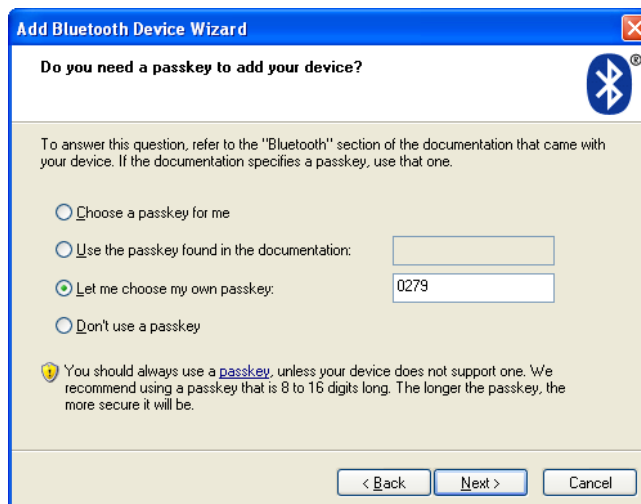 Add Bluetooth Device Wizard
Do you need a passkey to add your device?
®
To answer this question, refer to the "Bluetooth" section of the documentation that came with
your device. If the documentation specifies a passkey, use that one.
Choose a passkey for me
Use the passkey found in the documentation:
Let me choose my own passkey: 0279
Don't use a passkey
You should always use a passkey, unless your device does not support one. We
recommend using a passkey that is 8 to 16 digits long. The longer the passkey, the
more secure it will be.
< Back Next > Cancel